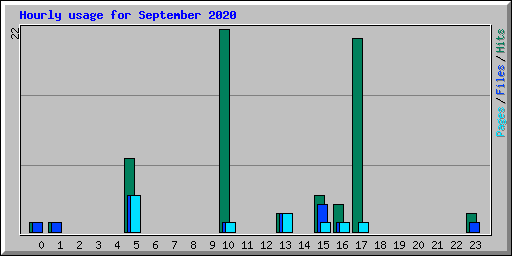 Hourly usage for September 2020
22
0 1 2 3 4 5 6 7 8 9 10 11 12 13 14 15 16 17 18 19 20 21 22 23
Pages/Files/Hits